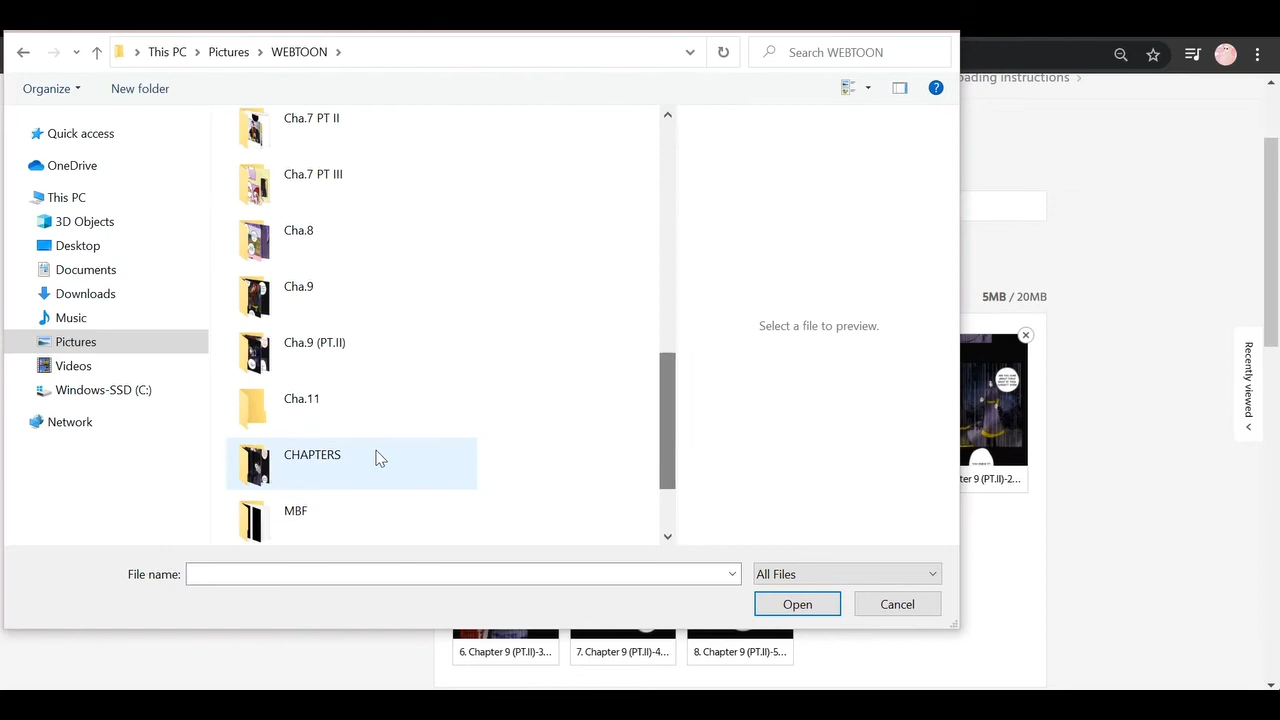 This PC
Pictures
WEBTOON
Search WEBTOON
Organize
New folder
oading instructions
Quick access
OneDrive
This PC
3D Objects
Desktop
Documents
Downloads
Music
Pictures
Videos
Windows-SSD (C:)
Network
Cha.7 PT II
Cha.7 PT III
Cha.8
Cha.9
Cha.9 (PT.II)
Cha.11
CHAPTERS
MBF
Select a file to preview.
5MB / 20MB
Recently viewed
ter 9 (PT.II)-2...
File name:
All Files
Open
Cancel
6. Chapter 9 (PT.II)-3...
7. Chapter 9 (PT.II)-4...
8. Chapter 9 (PT.II)-5...